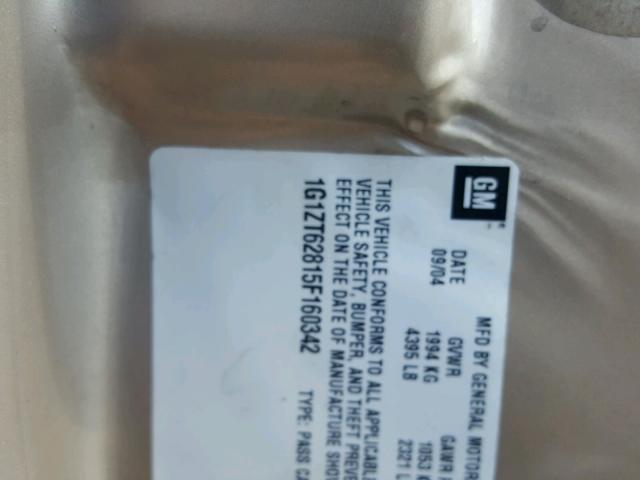 GM
MFD BY GENERAL MOTOR
DATE GVWR GAWR
09/04 1994 KG 1053
4395 LB 2321 L
THIS VEHICLE CONFORMS TO ALL APPLICABL
VEHICLE SAFETY, BUMPER, AND THEFT PREVE
EFFECT ON THE DATE OF MANUFACTURE SHO
1G1ZT62815F160342 TYPE: PASS CA